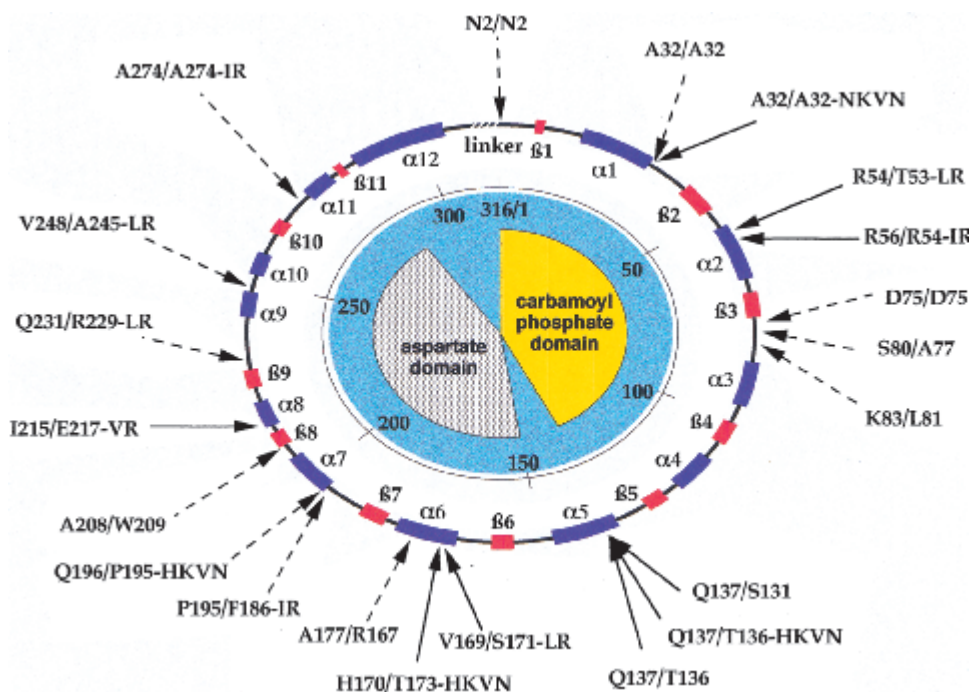 N2/N2
A32/A32
A32/A32-NKVN
R54/T53-LR
R56/R54-IR
D75/D75
S80/A77
K83/L81
Q137/S131
Q137/T136-HKVN
Q137/T136
V169/S171-LR
H170/T173-HKVN
A177/R167
P195/F186-IR
Q196/P195-HKVN
A208/W209
I215/E217-VR
Q231/R229-LR
V248/A245-LR
A274/A274-IR
linker
ß1
α1
ß2
α2
ß3
α3
ß4
α4
ß5
α5
ß6
α6
ß7
α7
ß8
α8
ß9
α9
α10
ß10
α11
ß11
α12
316/1
50
100
150
200
250
300
carbamoyl
phosphate
domain
aspartate
domain